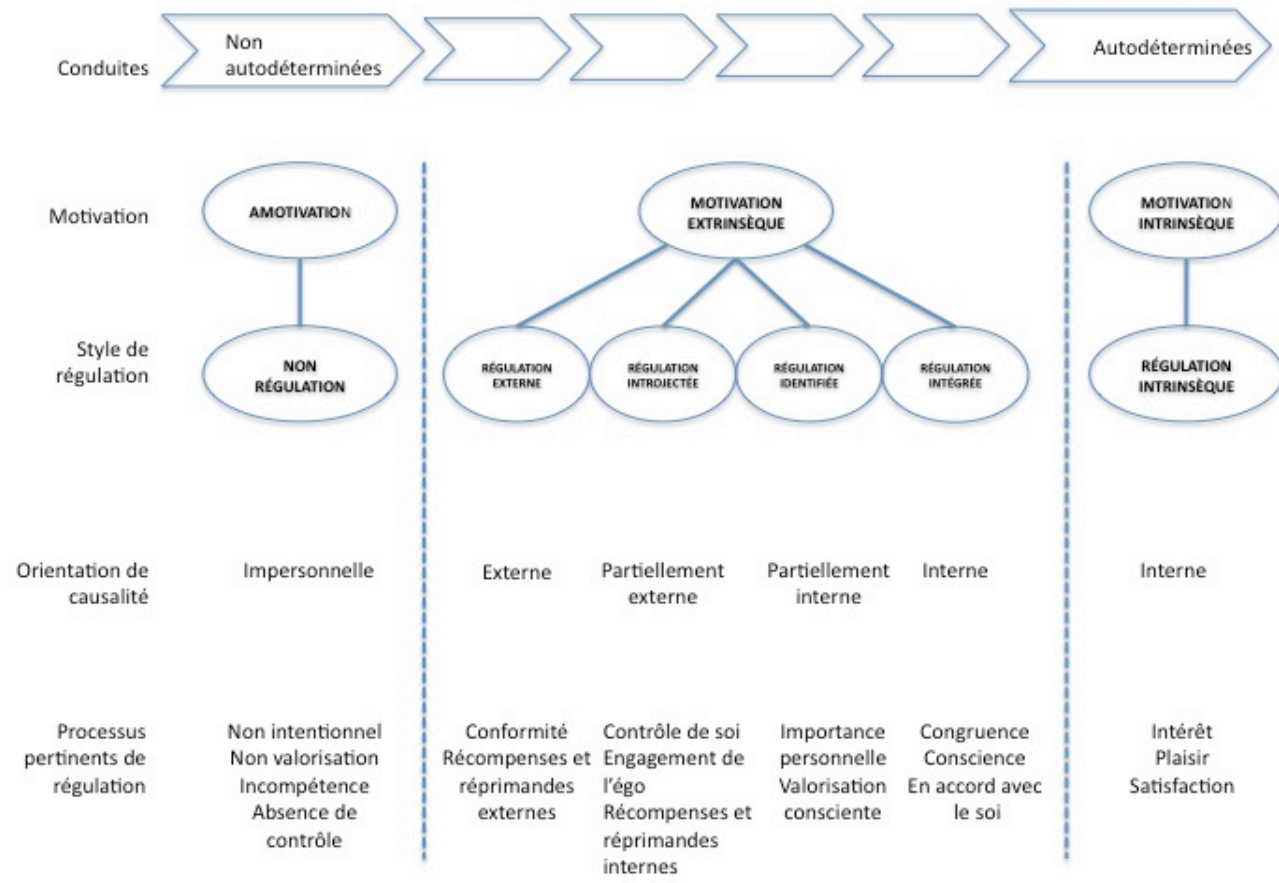 Conduites
Non
autodéterminées
Autodéterminées
Motivation
AMOTIVATION
MOTIVATION
EXTRINSÈQUE
MOTIVATION
INTRINSÈQUE
Style de
régulation
NON
RÉGULATION
RÉGULATION
EXTERNE
RÉGULATION
INTROJECTÉE
RÉGULATION
IDENTIFIÉE
RÉGULATION
INTÉGRÉE
RÉGULATION
INTRINSÈQUE
Orientation de
causalité
Impersonnelle
Externe
Partiellement
externe
Partiellement
interne
Interne
Interne
Processus
pertinents de
régulation
Non intentionnel
Non valorisation
Incompétence
Absence de
contrôle
Conformité
Récompenses et
réprimandes
externes
Contrôle de soi
Engagement de
l'égo
Récompenses et
réprimandes
internes
Importance
personnelle
Valorisation
consciente
Congruence
Conscience
En accord avec
le soi
Intérêt
Plaisir
Satisfaction